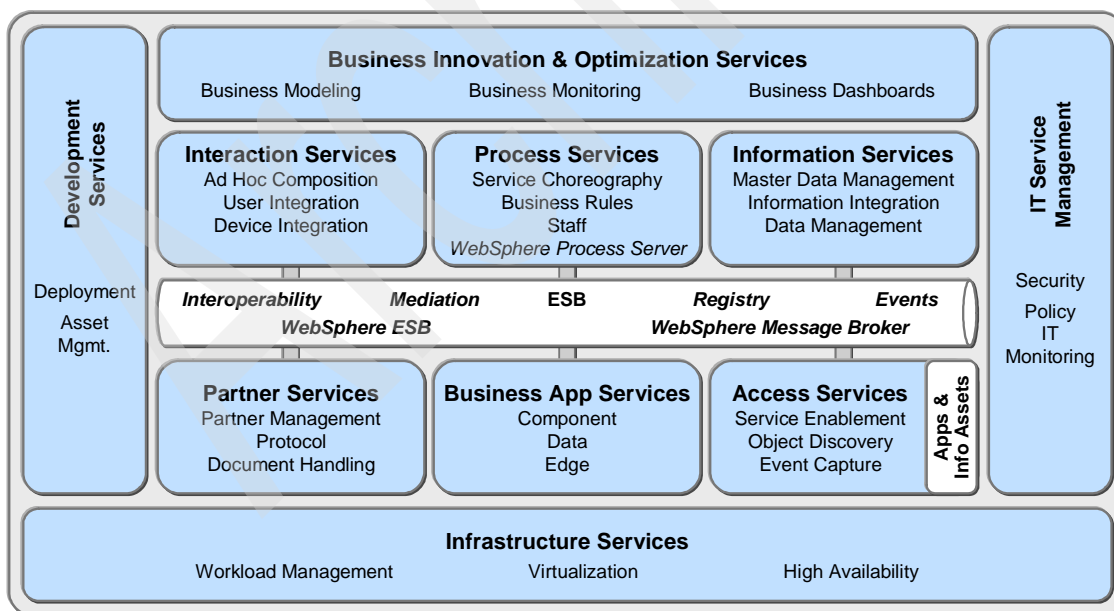 Business Innovation & Optimization Services
Business Modeling
Business Monitoring
Business Dashboards
Development
Services
Deployment
Asset
Mgmt.
Interaction Services
Ad Hoc Composition
User Integration
Device Integration
Process Services
Service Choreography
Business Rules
Staff
WebSphere Process Server
Information Services
Master Data Management
Information Integration
Data Management
IT Service
Management
Security
Policy
IT
Monitoring
Interoperability
Mediation
ESB
Registry
Events
WebSphere ESB
WebSphere Message Broker
Partner Services
Partner Management
Protocol
Document Handling
Business App Services
Component
Data
Edge
Access Services
Service Enablement
Object Discovery
Event Capture
Apps &
Info Assets
Infrastructure Services
Workload Management
Virtualization
High Availability